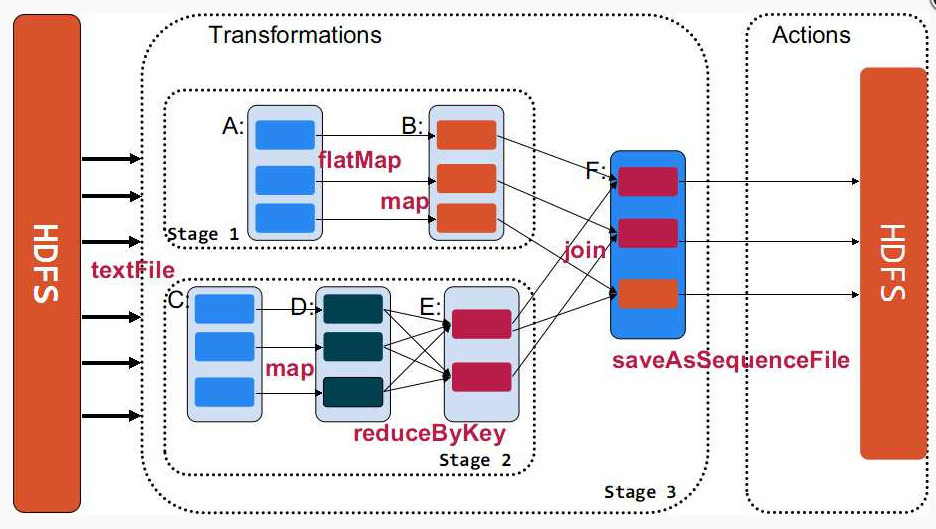 Transformations
Actions
HDFS
textFile
A:
B:
flatMap
map
Stage 1
C:
D:
E:
map
reduceByKey
Stage 2
F:
join
saveAsSequenceFile
Stage 3
HDFS